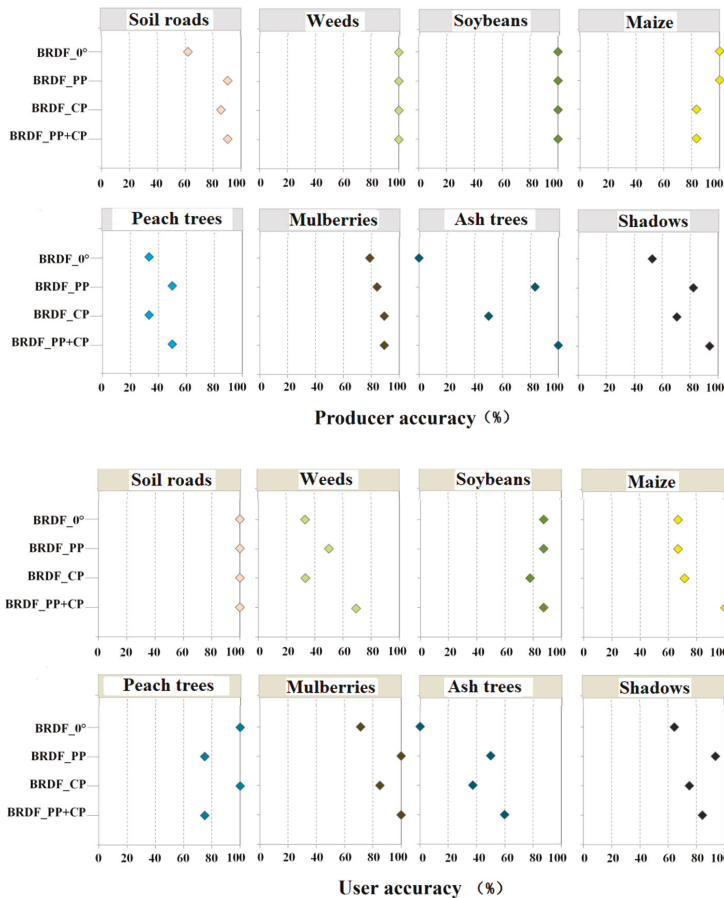 Soil roads Weeds Soybeans Maize
BRDF_0°
BRDF_PP
BRDF_CP
BRDF_PP+CP
0 20 40 60 80 100 0 20 40 60 80 100 0 20 40 60 80 100 0 20 40 60 80 100
Peach trees Mulberries Ash trees Shadows
BRDF_0°
BRDF_PP
BRDF_CP
BRDF_PP+CP
0 20 40 60 80 100 0 20 40 60 80 100 0 20 40 60 80 100 0 20 40 60 80 100
Producer accuracy (%)
Soil roads Weeds Soybeans Maize
BRDF_0°
BRDF_PP
BRDF_CP
BRDF_PP+CP
0 20 40 60 80 100 0 20 40 60 80 100 0 20 40 60 80 100 0 20 40 60 80 100
Peach trees Mulberries Ash trees Shadows
BRDF_0°
BRDF_PP
BRDF_CP
BRDF_PP+CP
0 20 40 60 80 100 0 20 40 60 80 100 0 20 40 60 80 100 0 20 40 60 80 100
User accuracy (%)